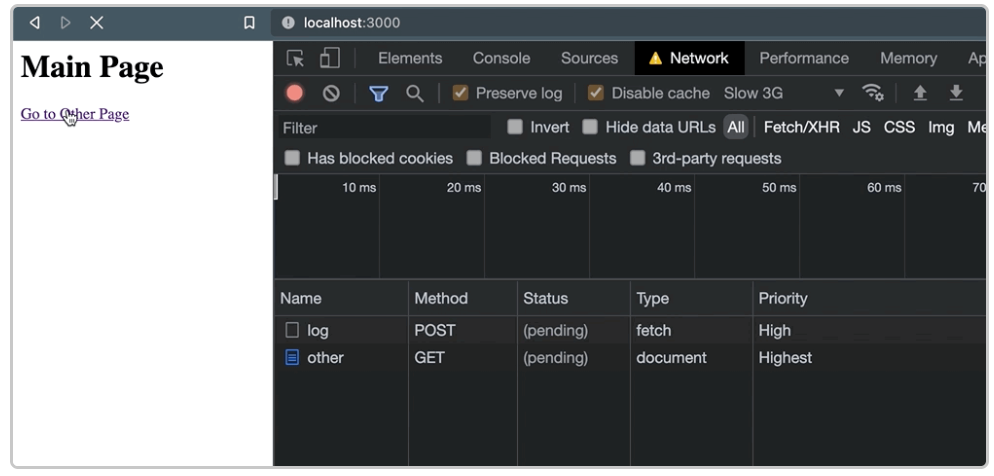 localhost:3000
Main Page
Go to Other Page
Elements Console Sources Network Performance Memory Ap
Preserve log Disable cache Slow 3G
Filter Invert Hide data URLs All Fetch/XHR JS CSS Img Me
Has blocked cookies Blocked Requests 3rd-party requests
10 ms 20 ms 30 ms 40 ms 50 ms 60 ms 70
Name Method Status Type Priority
log POST (pending) fetch High
other GET (pending) document Highest